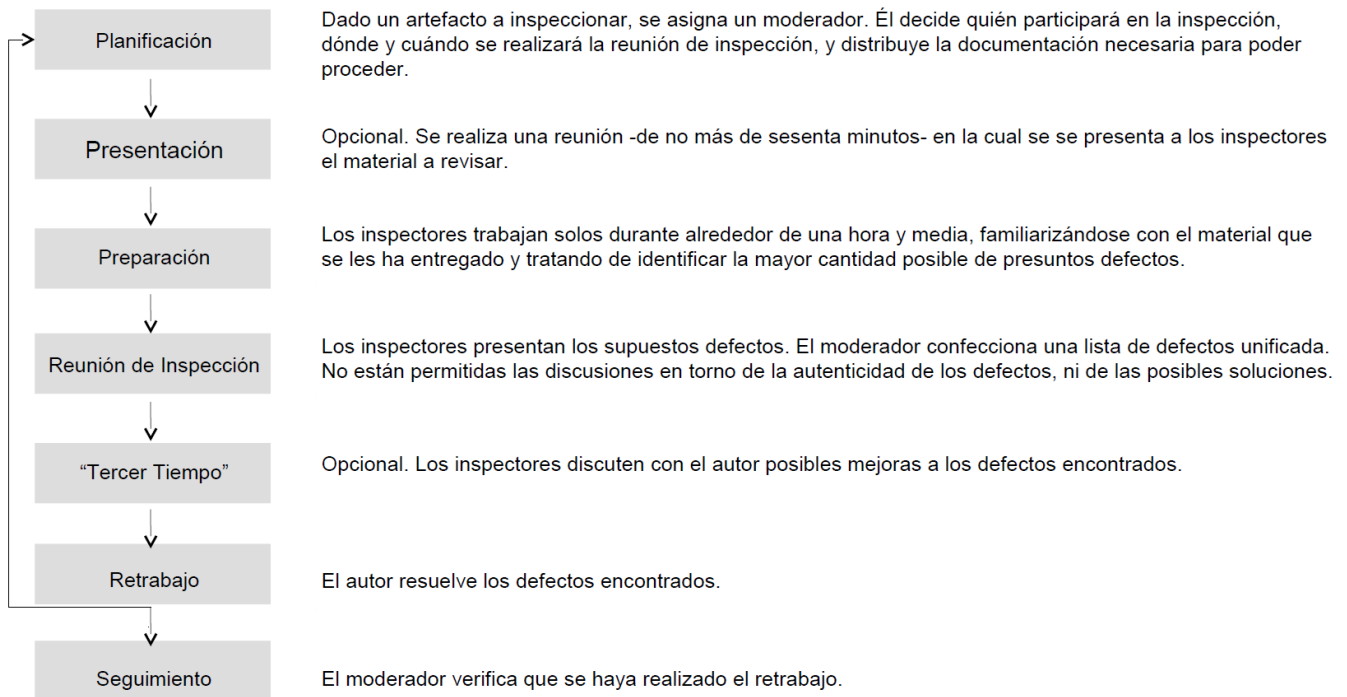 Planificación
Dado un artefacto a inspeccionar, se asigna un moderador. Él decide quién participará en la inspección,
dónde y cuándo se realizará la reunión de inspección, y distribuye la documentación necesaria para poder
proceder.
Presentación
Opcional. Se realiza una reunión -de no más de sesenta minutos- en la cual se se presenta a los inspectores
el material a revisar.
Preparación
Los inspectores trabajan solos durante alrededor de una hora y media, familiarizándose con el material que
se les ha entregado y tratando de identificar la mayor cantidad posible de presuntos defectos.
Reunión de Inspección
Los inspectores presentan los supuestos defectos. El moderador confecciona una lista de defectos unificada.
No están permitidas las discusiones en torno de la autenticidad de los defectos, ni de las posibles soluciones.
“Tercer Tiempo”
Opcional. Los inspectores discuten con el autor posibles mejoras a los defectos encontrados.
Retrabajo
El autor resuelve los defectos encontrados.
Seguimiento
El moderador verifica que se haya realizado el retrabajo.